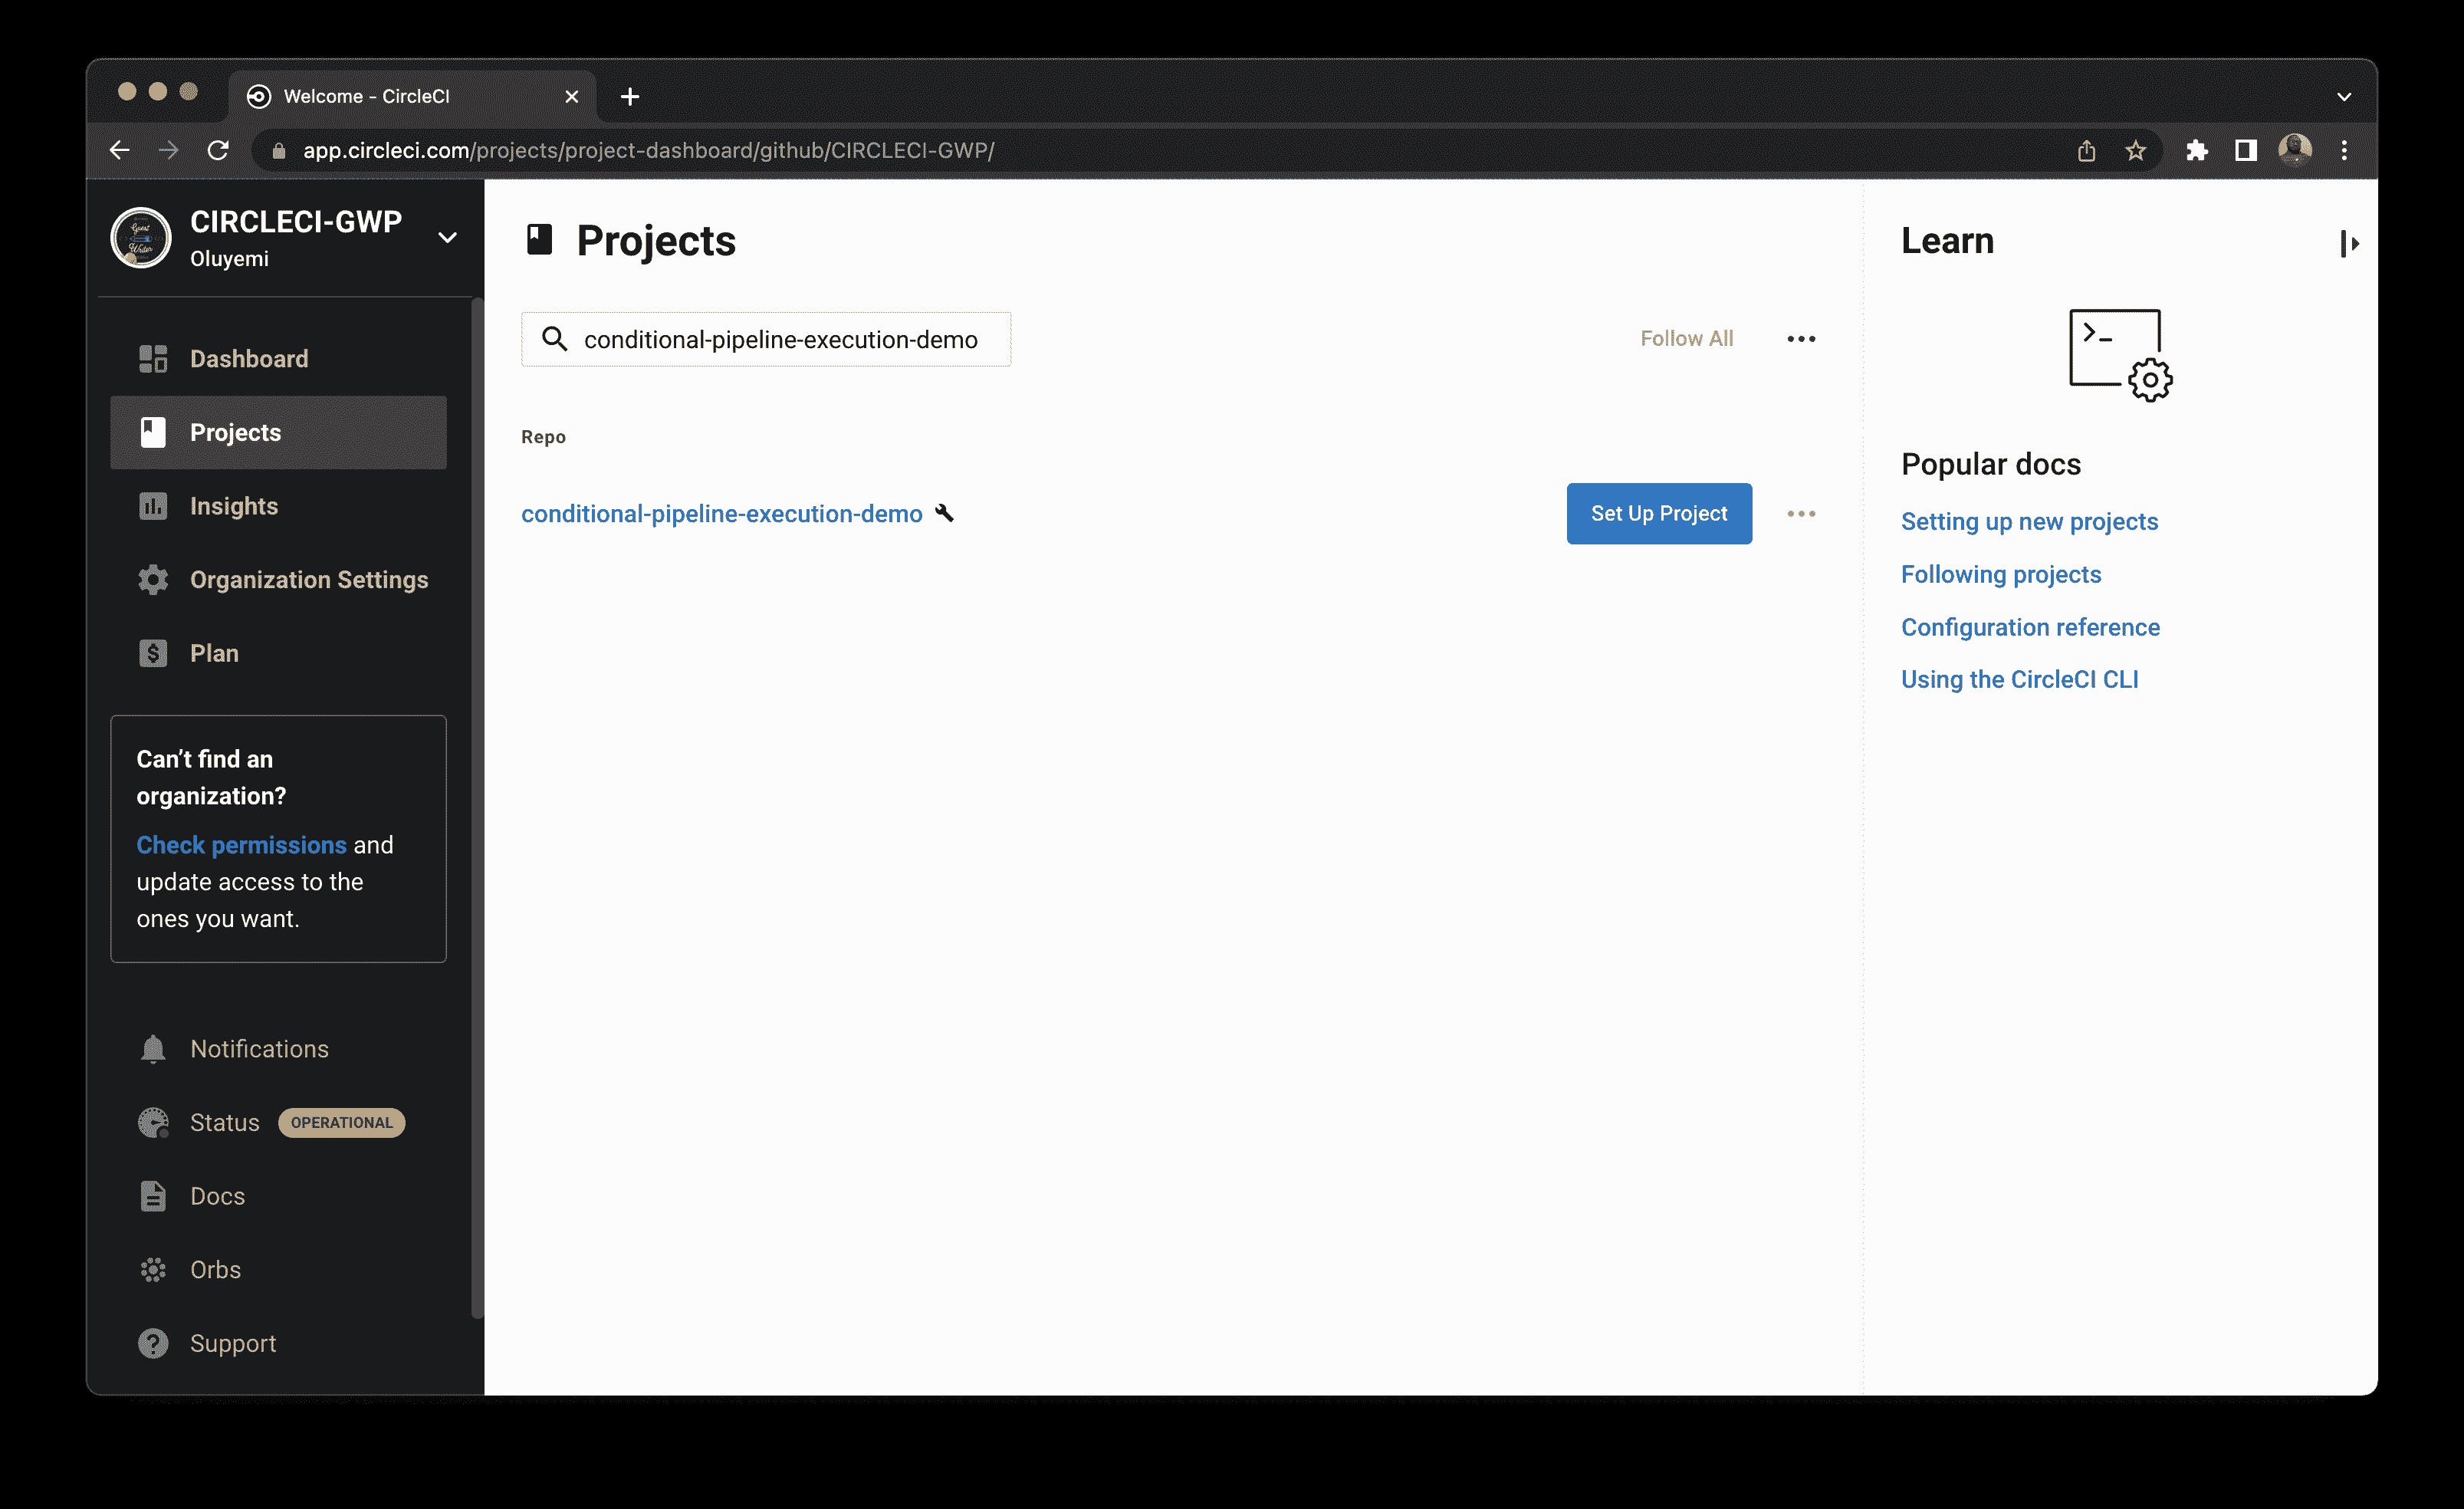 Welcome - CircleCI
app.circleci.com/projects/project-dashboard/github/CIRCLECI-GWP/
CIRCLECI-GWP
Oluyemi
Dashboard
Projects
Insights
Organization Settings
Plan
Can't find an
organization?
Check permissions and
update access to the
ones you want.
Notifications
Status OPERATIONAL
Docs
Orbs
Support
Projects
conditional-pipeline-execution-demo
Follow All
Repo
conditional-pipeline-execution-demo
Set Up Project
Learn
Popular docs
Setting up new projects
Following projects
Configuration reference
Using the CircleCI CLI